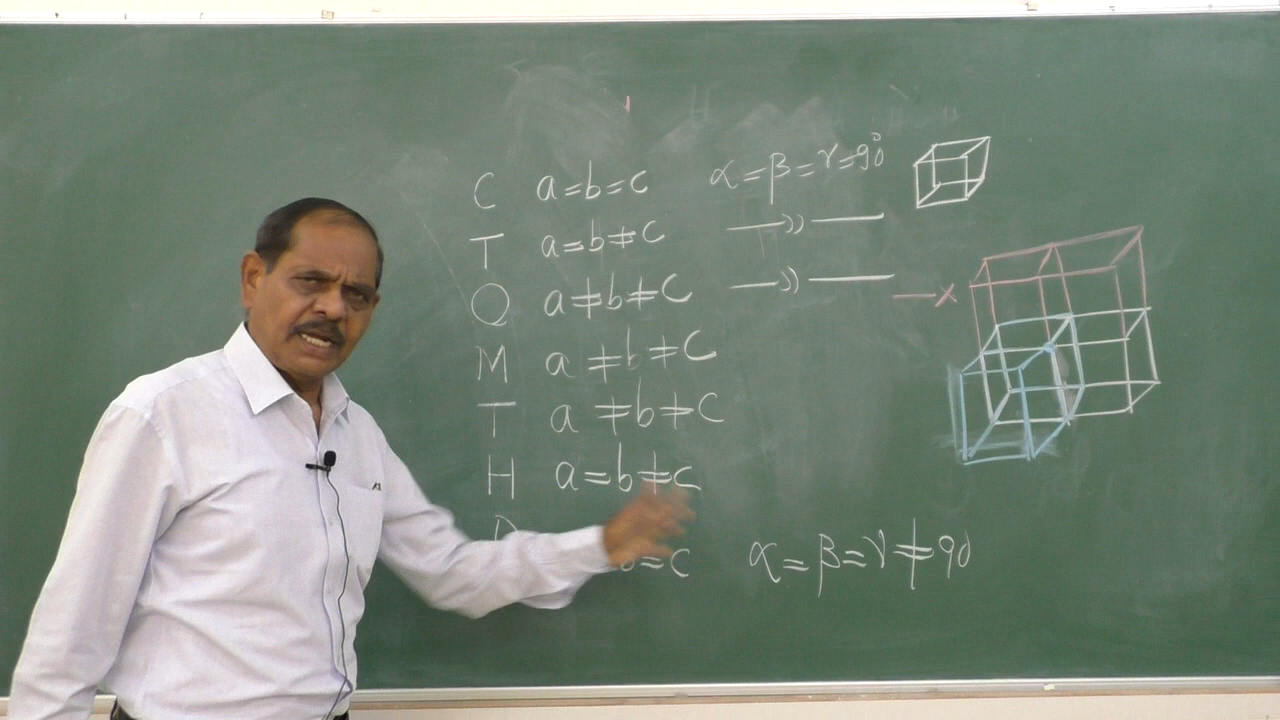 C a=b=c α=β=γ=90°
T a=b≠c —〃—
O a≠b≠c —〃— —x
M a≠b≠c
T a≠b≠c
H a=b≠c
b=c α=β=γ≠90